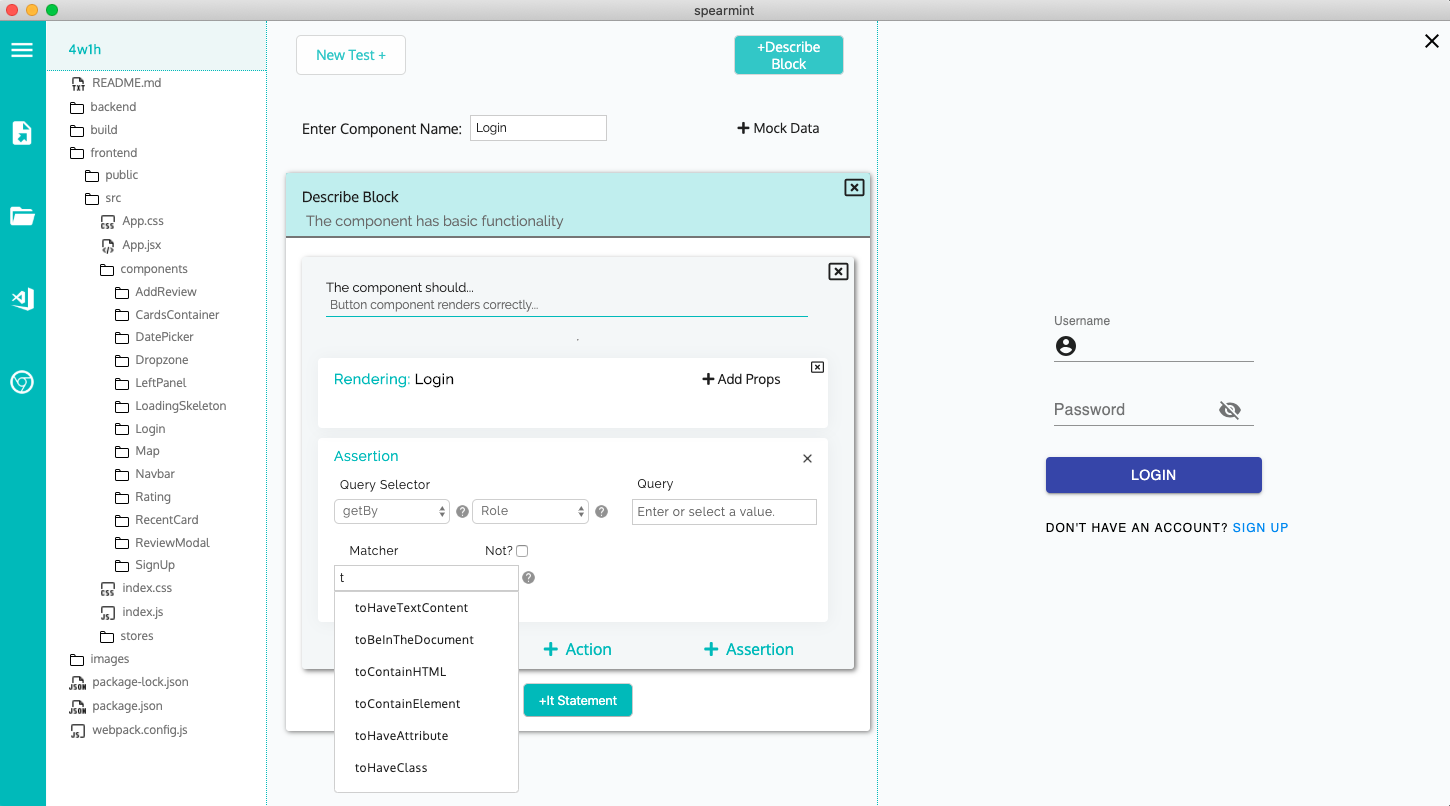 spearmint
4w1h
README.md
backend
build
frontend
public
src
App.css
App.jsx
components
AddReview
CardsContainer
DatePicker
Dropzone
LeftPanel
LoadingSkeleton
Login
Map
Navbar
Rating
RecentCard
ReviewModal
SignUp
index.css
index.js
stores
images
package-lock.json
package.json
webpack.config.js
New Test +
+Describe
Block
Enter Component Name: Login
Mock Data
Describe Block
The component has basic functionality
The component should...
Button component renders correctly...
Rendering: Login
Add Props
Assertion
Query Selector
Query
getBy
Role
Enter or select a value.
Matcher
Not?
t
toHaveTextContent
toBeInTheDocument
toContainHTML
toContainElement
toHaveAttribute
toHaveClass
Action
Assertion
+It Statement
Username
Password
LOGIN
DON'T HAVE AN ACCOUNT? SIGN UP